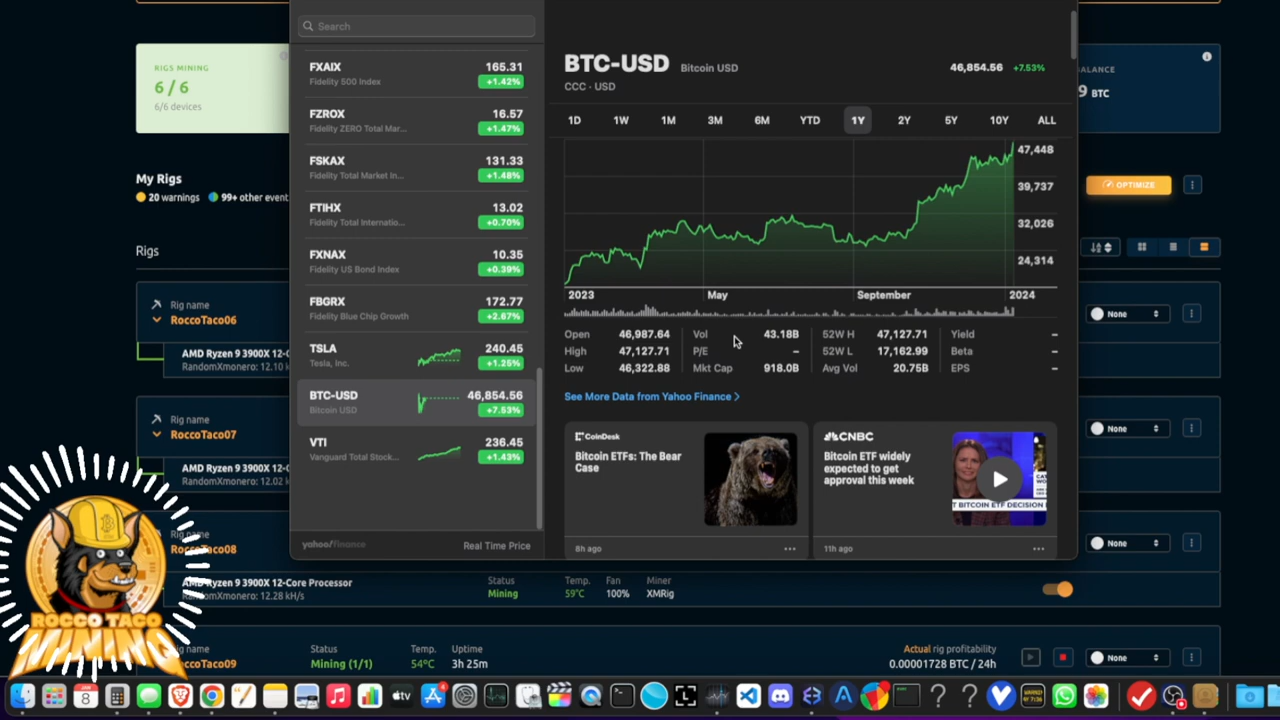 Search
FXAIX 165.31
Fidelity 500 Index +1.42%
FZROX 16.57
Fidelity ZERO Total Mar... +1.47%
FSKAX 131.33
Fidelity Total Market In... +1.48%
FTIHX 13.02
Fidelity Total Internatio... +0.70%
FXNAX 10.35
Fidelity US Bond Index +0.39%
FBGRX 172.77
Fidelity Blue Chip Growth +2.67%
TSLA 240.45
Tesla, Inc. +1.25%
BTC-USD 46,854.56
Bitcoin USD +7.53%
VTI 236.45
Vanguard Total Stock... +1.43%
yahoo!finance Real Time Price
BTC-USD Bitcoin USD 46,854.56 +7.53%
CCC · USD
1D 1W 1M 3M 6M YTD 1Y 2Y 5Y 10Y ALL
47,448
39,737
32,026
24,314
2023 May September 2024
Open 46,987.64 Vol 43.18B 52W H 47,127.71 Yield –
High 47,127.71 P/E – 52W L 17,162.99 Beta –
Low 46,322.88 Mkt Cap 918.0B Avg Vol 20.75B EPS –
See More Data from Yahoo Finance >
CoinDesk
Bitcoin ETFs: The Bear
Case
8h ago
CNBC
Bitcoin ETF widely
expected to get
approval this week
T BITCOIN ETF DECISION
11h ago
RIGS MINING
6 / 6
6/6 devices
ALANCE
9 BTC
My Rigs
20 warnings 99+ other event
OPTIMIZE
Rigs
Rig name
RoccoTaco06
None
AMD Ryzen 9 3900X 12-C
RandomXmonero: 12.10 k
Rig name
RoccoTaco07
None
AMD Ryzen 9 3900X 12-C
RandomXmonero: 12.02 k
Rig name
RoccoTaco08
None
AMD Ryzen 9 3900X 12-Core Processor
RandomXmonero: 12.28 kH/s
Status Temp. Fan Miner
Mining 59°C 100% XMRig
Rig name
RoccoTaco09
Status Temp. Uptime
Mining (1/1) 54°C 3h 25m
Actual rig profitability
0.00001728 BTC / 24h
None
ROCCO TACO
MINING
JAN
8